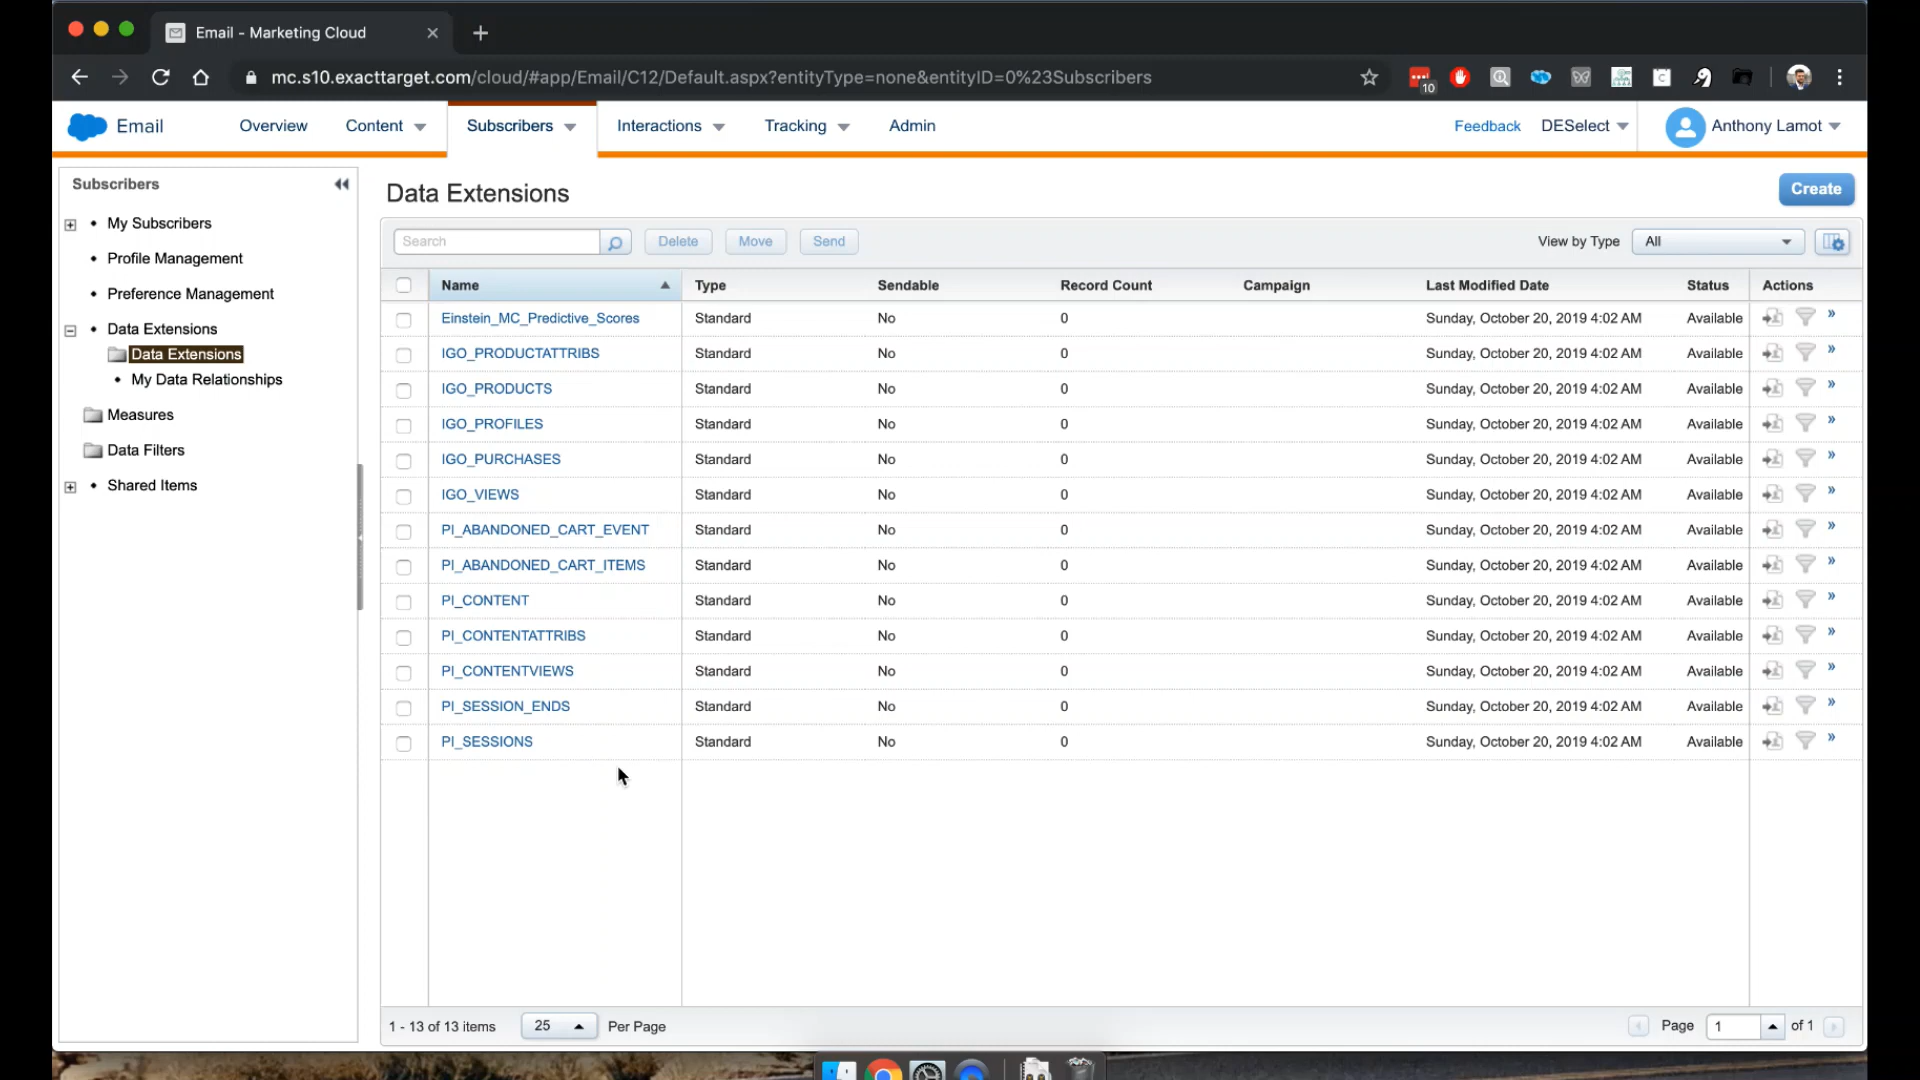 Email - Marketing Cloud
mc.s10.exacttarget.com/cloud/#app/Email/C12/Default.aspx?entityType=none&entityID=0%23Subscribers
10
Email Overview Content Subscribers Interactions Tracking Admin Feedback DESelect Anthony Lamot
Subscribers
My Subscribers
Profile Management
Preference Management
Data Extensions
Data Extensions
My Data Relationships
Measures
Data Filters
Shared Items
Data Extensions
Create
Search Delete Move Send View by Type All
Name Type Sendable Record Count Campaign Last Modified Date Status Actions
Einstein_MC_Predictive_Scores Standard No 0 Sunday, October 20, 2019 4:02 AM Available
IGO_PRODUCTATTRIBS Standard No 0 Sunday, October 20, 2019 4:02 AM Available
IGO_PRODUCTS Standard No 0 Sunday, October 20, 2019 4:02 AM Available
IGO_PROFILES Standard No 0 Sunday, October 20, 2019 4:02 AM Available
IGO_PURCHASES Standard No 0 Sunday, October 20, 2019 4:02 AM Available
IGO_VIEWS Standard No 0 Sunday, October 20, 2019 4:02 AM Available
PI_ABANDONED_CART_EVENT Standard No 0 Sunday, October 20, 2019 4:02 AM Available
PI_ABANDONED_CART_ITEMS Standard No 0 Sunday, October 20, 2019 4:02 AM Available
PI_CONTENT Standard No 0 Sunday, October 20, 2019 4:02 AM Available
PI_CONTENTATTRIBS Standard No 0 Sunday, October 20, 2019 4:02 AM Available
PI_CONTENTVIEWS Standard No 0 Sunday, October 20, 2019 4:02 AM Available
PI_SESSION_ENDS Standard No 0 Sunday, October 20, 2019 4:02 AM Available
PI_SESSIONS Standard No 0 Sunday, October 20, 2019 4:02 AM Available
1 - 13 of 13 items 25 Per Page Page 1 of 1